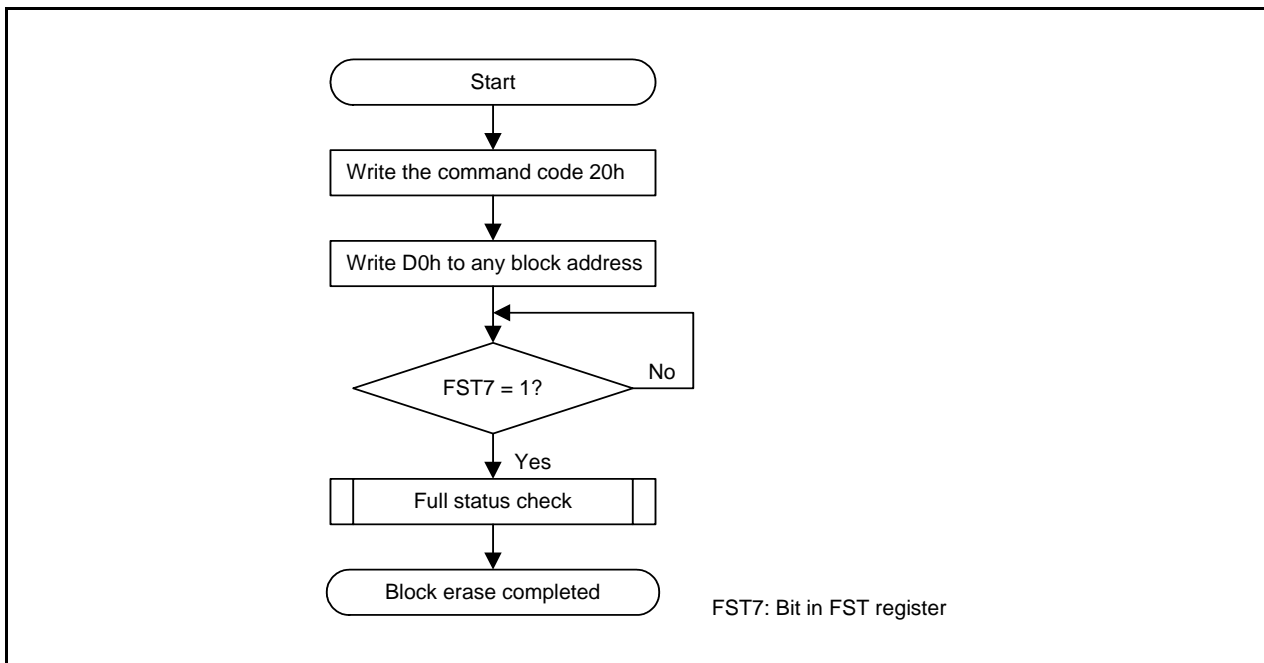 Start
Write the command code 20h
Write D0h to any block address
FST7 = 1?
No
Yes
Full status check
Block erase completed
FST7: Bit in FST register